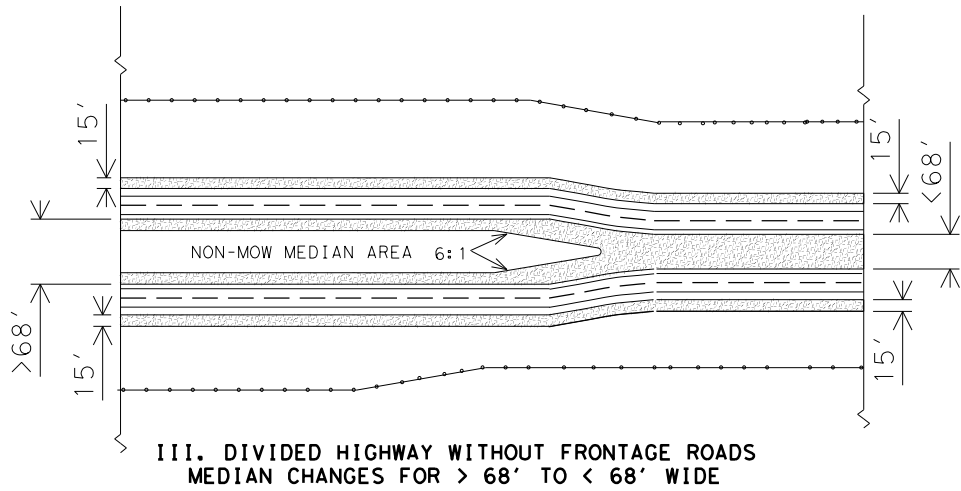 15'
15'
<68'
NON-MOW MEDIAN AREA 6:1
>68'
15'
15'
III. DIVIDED HIGHWAY WITHOUT FRONTAGE ROADS
MEDIAN CHANGES FOR > 68' TO < 68' WIDE